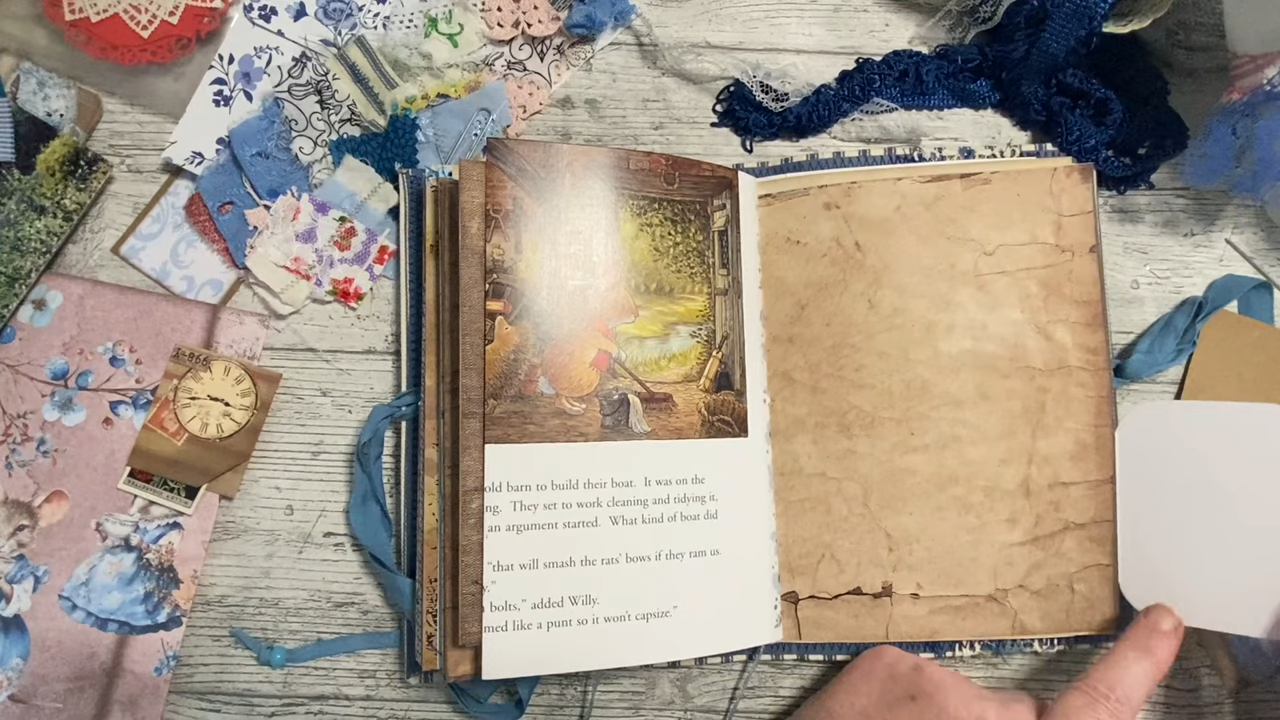 old barn to build their boat. It was on the
ng. They set to work cleaning and tidying it,
an argument started. What kind of boat did
"that will smash the rats' bows if they ram us.
y."
bolts," added Willy.
med like a punt so it won't capsize."